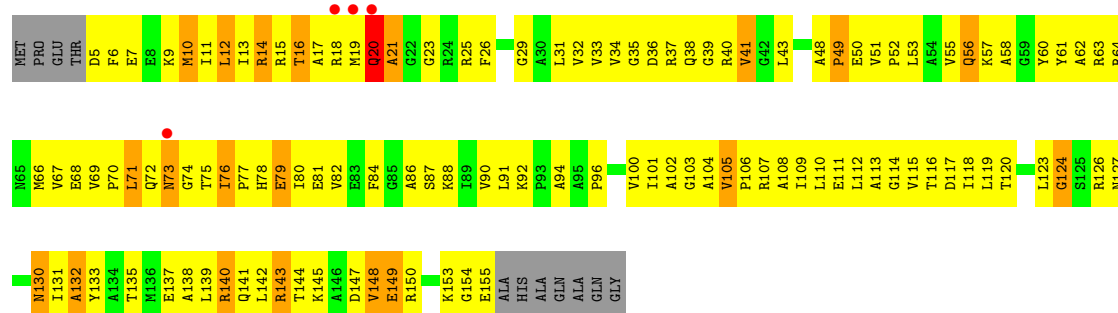 MET PRO GLU THR D5 F6 E7 E8 K9 M10 I11 L12 I13 R14 R15 T16 A17 R18 M19 Q20 A21 G22 G23 R24 R25 F26 G29 A30 L31 V32 V33 V34 G35 D36 R37 Q38 G39 R40 V41 G42 L43 A48 P49 E50 V51 P52 L53 A54 V55 Q56 K57 A58 G59 Y60 Y61 A62 R63 R64
N65 M66 V67 E68 V69 P70 L71 Q72 N73 G74 T75 I76 P77 H78 E79 I80 E81 V82 E83 F84 G85 A86 S87 K88 I89 V90 L91 K92 P93 A94 A95 P96 V100 I101 A102 G103 A104 V105 P106 R107 A108 I109 L110 E111 L112 A113 G114 V115 T116 D117 I118 L119 T120 L123 G124 S125 R126 N127
N130 I131 A132 Y133 A134 T135 M136 E137 A138 L139 R140 Q141 L142 R143 T144 K145 A146 D147 V148 E149 R150 K153 G154 E155 ALA HIS ALA GLN ALA GLN GLY